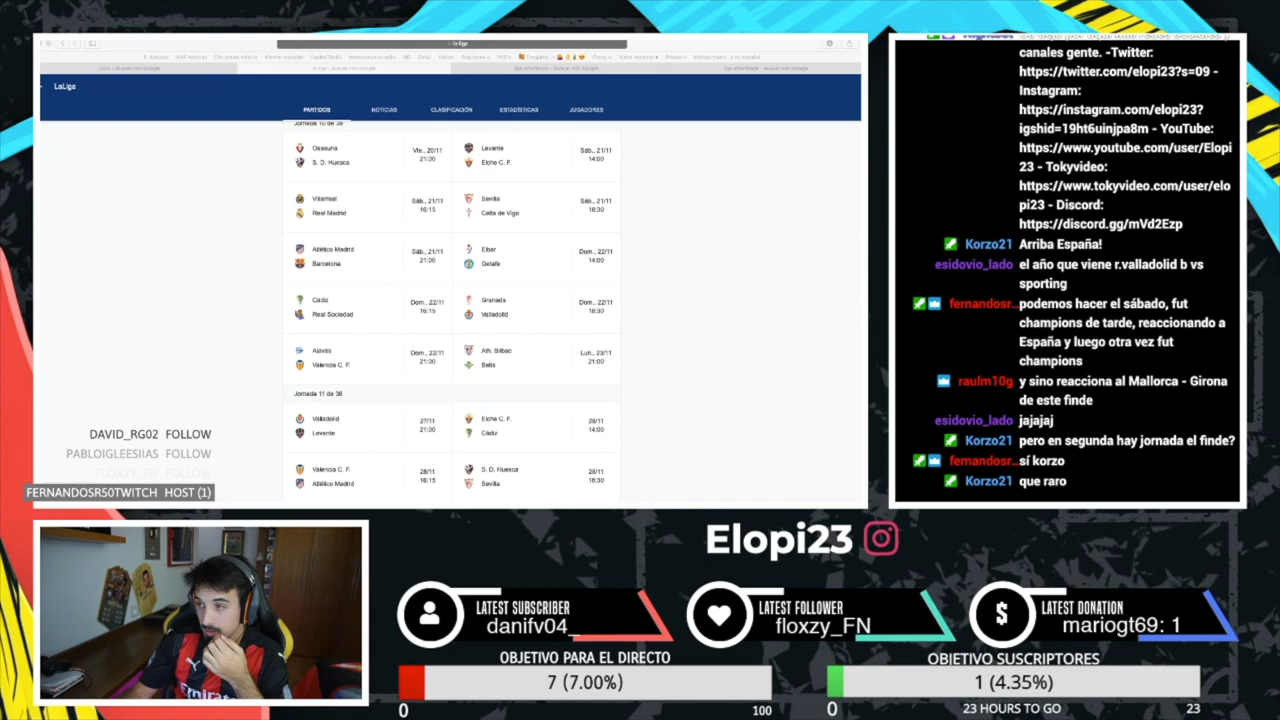 la liga
LaLiga
PARTIDOS NOTICIAS CLASIFICACIÓN ESTADÍSTICAS JUGADORES
Jornada 10 de 38
Osasuna
S. D. Huesca
Vie., 20/11
21:00
Levante
Elche C. F.
Sáb., 21/11
14:00
Villarreal
Real Madrid
Sáb., 21/11
16:15
Sevilla
Celta de Vigo
Sáb., 21/11
18:30
Atlético Madrid
Barcelona
Sáb., 21/11
21:00
Eibar
Getafe
Dom., 22/11
14:00
Cádiz
Real Sociedad
Dom., 22/11
16:15
Granada
Valladolid
Dom., 22/11
18:30
Alavés
Valencia C. F.
Dom., 22/11
21:00
Ath. Bilbao
Betis
Lun., 23/11
21:00
Jornada 11 de 38
Valladolid
Levante
27/11
21:00
Elche C. F.
Cádiz
28/11
14:00
Valencia C. F.
Atlético Madrid
28/11
16:15
S. D. Huesca
Sevilla
28/11
18:30
DAVID_RG02 FOLLOW
PABLOIGLEESIIAS FOLLOW
FLOXZY_FN FOLLOW
FERNANDOSR50TWITCH HOST (1)
canales gente. -Twitter:
https://twitter.com/elopi23?s=09 -
Instagram:
https://instagram.com/elopi23?
igshid=19ht6uinjpa8m - YouTube:
https://www.youtube.com/user/Elopi
23 - Tokyvideo:
https://www.tokyvideo.com/user/elo
pi23 - Discord:
https://discord.gg/mVd2Ezp
Korzo21 Arriba España!
esidovio_lado el año que viene r.valladolid b vs
sporting
fernandosr... podemos hacer el sábado, fut
champions de tarde, reaccionando a
España y luego otra vez fut
champions
raulm10g y sino reacciona al Mallorca - Girona
de este finde
esidovio_lado jajajaj
Korzo21 pero en segunda hay jornada el finde?
fernandosr... sí korzo
Korzo21 que raro
Elopi23
LATEST SUBSCRIBER
danifv04_
LATEST FOLLOWER
floxzy_FN
$
LATEST DONATION
mariogt69: 1
OBJETIVO PARA EL DIRECTO
7 (7.00%)
0 100
OBJETIVO SUSCRIPTORES
1 (4.35%)
0 23 HOURS TO GO 23